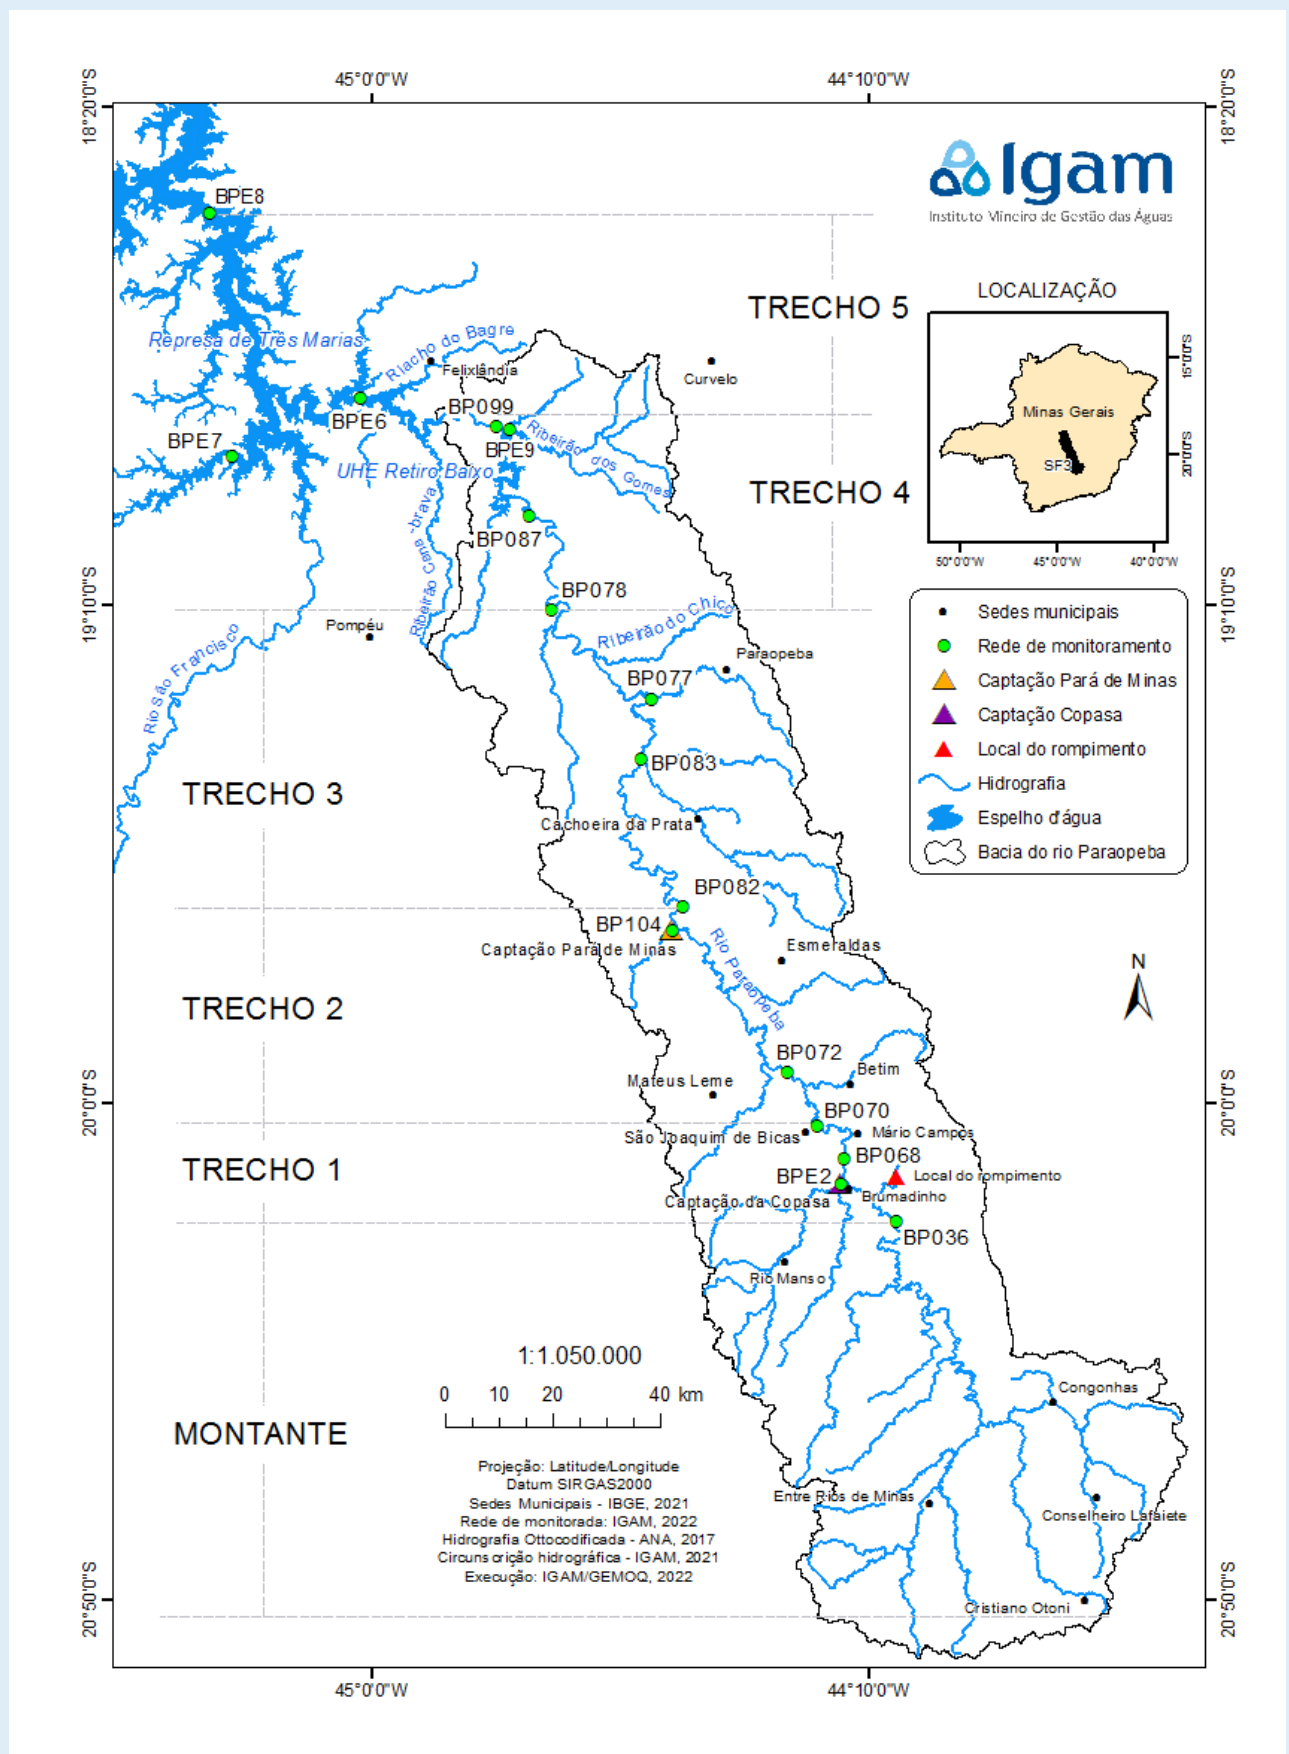 45°0'0"W
44°10'0"W
18°20'0"S
18°20'0"S
Igam
Instituto Mineiro de Gestão das Águas
BPE8
LOCALIZAÇÃO
TRECHO 5
15°0'0"S
Minas Gerais
SF3
20°0'0"S
50°0'0"W
45°0'0"W
40°0'0"W
Represa de Três Marias
Riacho do Bagre
Felixlândia
Curvelo
BP099
BPE6
BPE7
BPE9
Ribeirão dos Gomes
UHE Retiro Baixo
TRECHO 4
BP087
Ribeirão Cana -brava
BP078
19°10'0"S
19°10'0"S
Ribeirão do Chico
Pompéu
Rio São Francisco
Paraopeba
BP077
BP083
TRECHO 3
Cachoeira da Prata
Sedes municipais
Rede de monitoramento
Captação Pará de Minas
Captação Copasa
Local do rompimento
Hidrografia
Espelho d'água
Bacia do rio Paraopeba
BP082
BP104
Captação Pará de Minas
Rio Paraopeba
Esmeraldas
N
TRECHO 2
BP072
Betim
Mateus Leme
20°0'0"S
20°0'0"S
BP070
São Joaquim de Bicas
Mário Campos
BP068
TRECHO 1
BPE2
Local do rompimento
Brumadinho
Captação da Copasa
BP036
Rio Manso
1:1.050.000
0 10 20 40 km
Congonhas
MONTANTE
Projeção: Latitude/Longitude
Datum SIRGAS2000
Sedes Municipais - IBGE, 2021
Rede de monitorada: IGAM, 2022
Hidrografia Ottocodificada - ANA, 2017
Circunscrição hidrográfica - IGAM, 2021
Execução: IGAM/GEMOQ, 2022
Entre Rios de Minas
Conselheiro Lafaiete
Cristiano Otoni
20°50'0"S
20°50'0"S
45°0'0"W
44°10'0"W